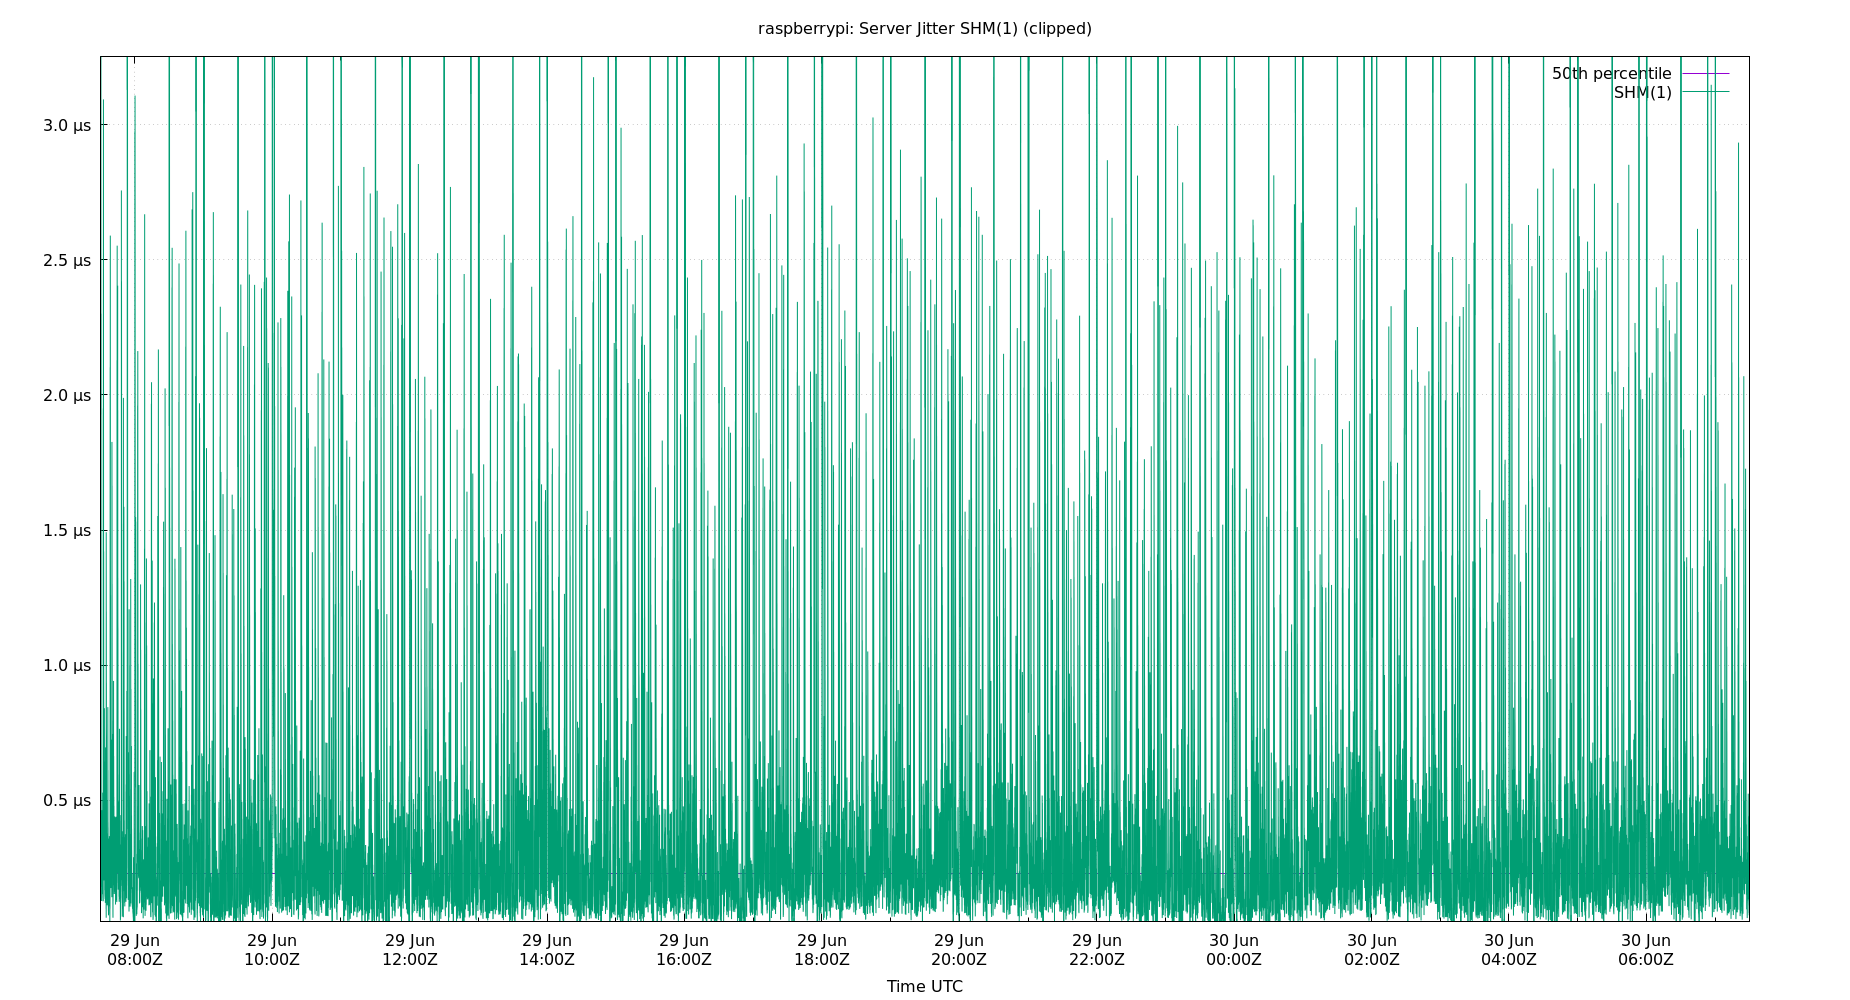 raspberrypi: Server Jitter SHM(1) (clipped)
50th percentile
SHM(1)
3.0 μs
2.5 μs
2.0 μs
1.5 μs
1.0 μs
0.5 μs
29 Jun 29 Jun 29 Jun 29 Jun 29 Jun 29 Jun 29 Jun 29 Jun 30 Jun 30 Jun 30 Jun 30 Jun
08:00Z 10:00Z 12:00Z 14:00Z 16:00Z 18:00Z 20:00Z 22:00Z 00:00Z 02:00Z 04:00Z 06:00Z
Time UTC